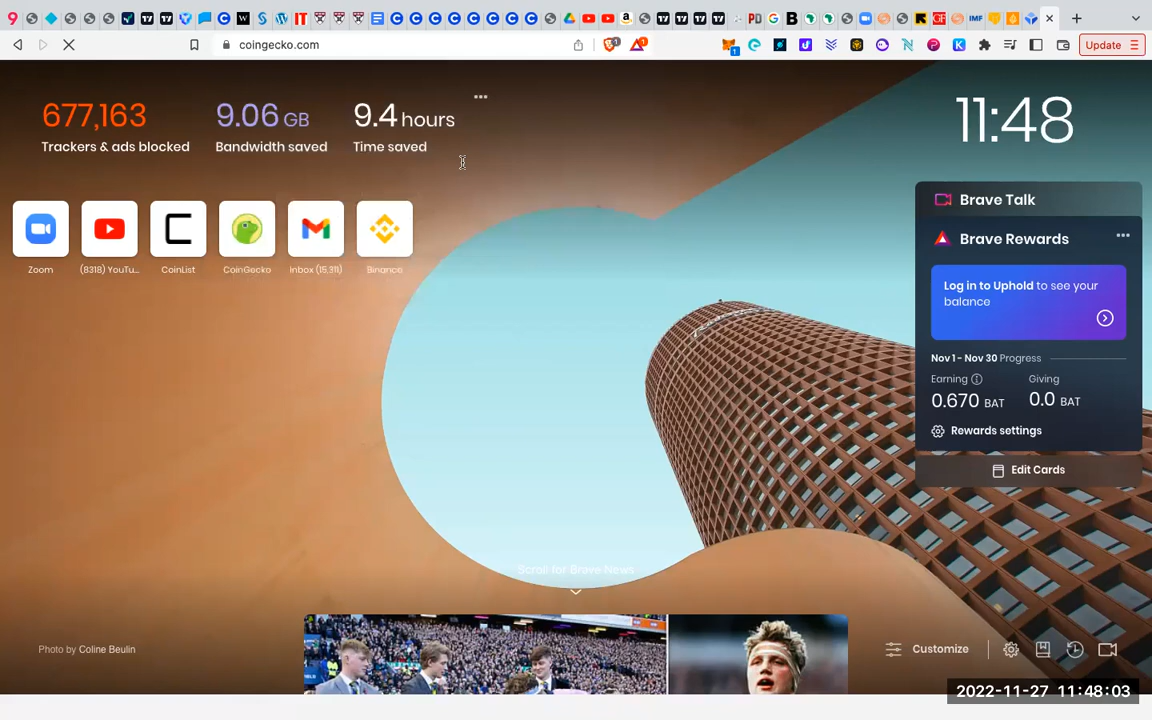 coingecko.com
Update
677,163
9.06 GB
9.4 hours
Trackers & ads blocked
Bandwidth saved
Time saved
11:48
Zoom
(8318) YouTu...
CoinList
CoinGecko
Inbox (15,311)
Binance
Brave Talk
Brave Rewards
Log in to Uphold to see your
balance
Nov 1 - Nov 30 Progress
Earning
Giving
0.670 BAT
0.0 BAT
Rewards settings
Edit Cards
Scroll for Brave News
Photo by Coline Beulin
Customize
2022-11-27 11:48:03